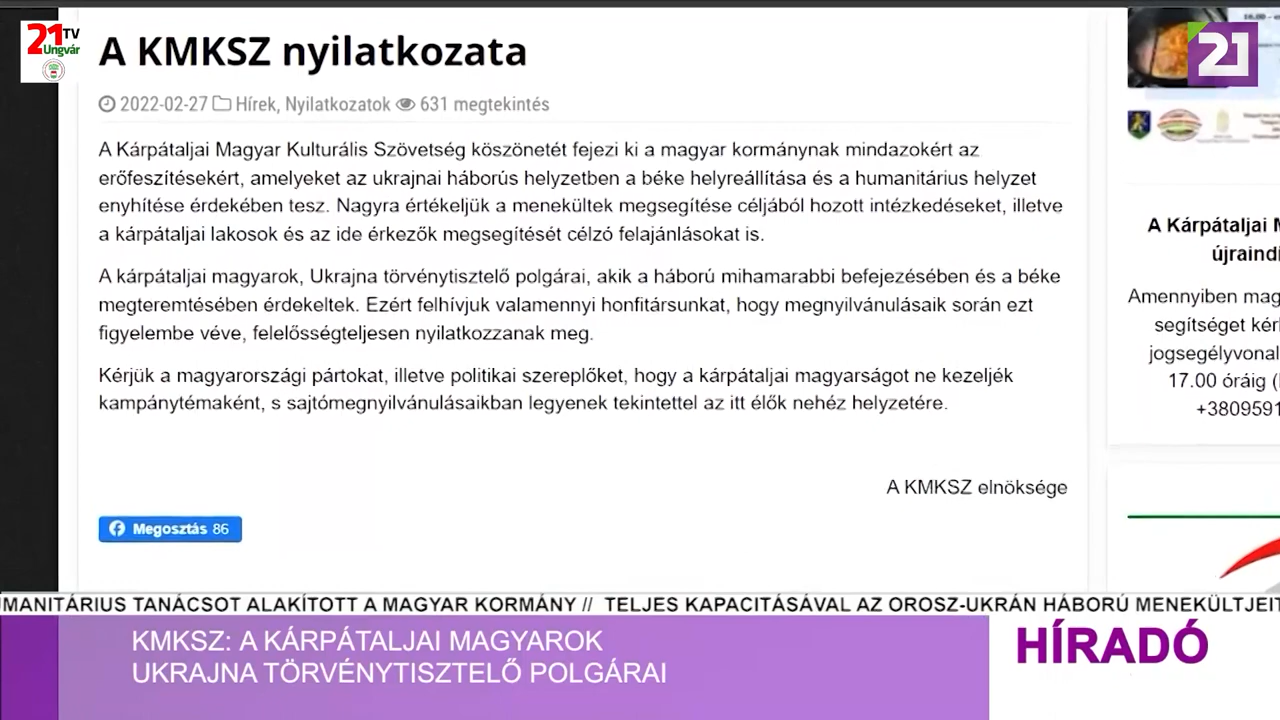 21 TV
Ungvár
21
A KMKSZ nyilatkozata
2022-02-27 Hírek, Nyilatkozatok 631 megtekintés
A Kárpátaljai Magyar Kulturális Szövetség köszönetét fejezi ki a magyar kormánynak mindazokért az
erőfeszítésekért, amelyeket az ukrajnai háborús helyzetben a béke helyreállítása és a humanitárius helyzet
enyhítése érdekében tesz. Nagyra értékeljük a menekültek megsegítése céljából hozott intézkedéseket, illetve
a kárpátaljai lakosok és az ide érkezők megsegítését célzó felajánlásokat is.
A kárpátaljai magyarok, Ukrajna törvénytisztelő polgárai, akik a háború mihamarabbi befejezésében és a béke
megteremtésében érdekeltek. Ezért felhívjuk valamennyi honfitársunkat, hogy megnyilvánulásaik során ezt
figyelembe véve, felelősségteljesen nyilatkozzanak meg.
Kérjük a magyarországi pártokat, illetve politikai szereplőket, hogy a kárpátaljai magyarságot ne kezeljék
kampánytémaként, s sajtómegnyilvánulásaikban legyenek tekintettel az itt élők nehéz helyzetére.
A KMKSZ elnöksége
Megosztás 86
A Kárpátaljai M
újraindí
Amennyiben mag
segítséget kérl
jogsegélyvonal
17.00 óráig (
+3809591
UMANITÁRIUS TANÁCSOT ALAKÍTOTT A MAGYAR KORMÁNY // TELJES KAPACITÁSÁVAL AZ OROSZ-UKRÁN HÁBORÚ MENEKÜLTJEIT
KMKSZ: A KÁRPÁTALJAI MAGYAROK
UKRAJNA TÖRVÉNYTISZTELŐ POLGÁRAI
HÍRADÓ